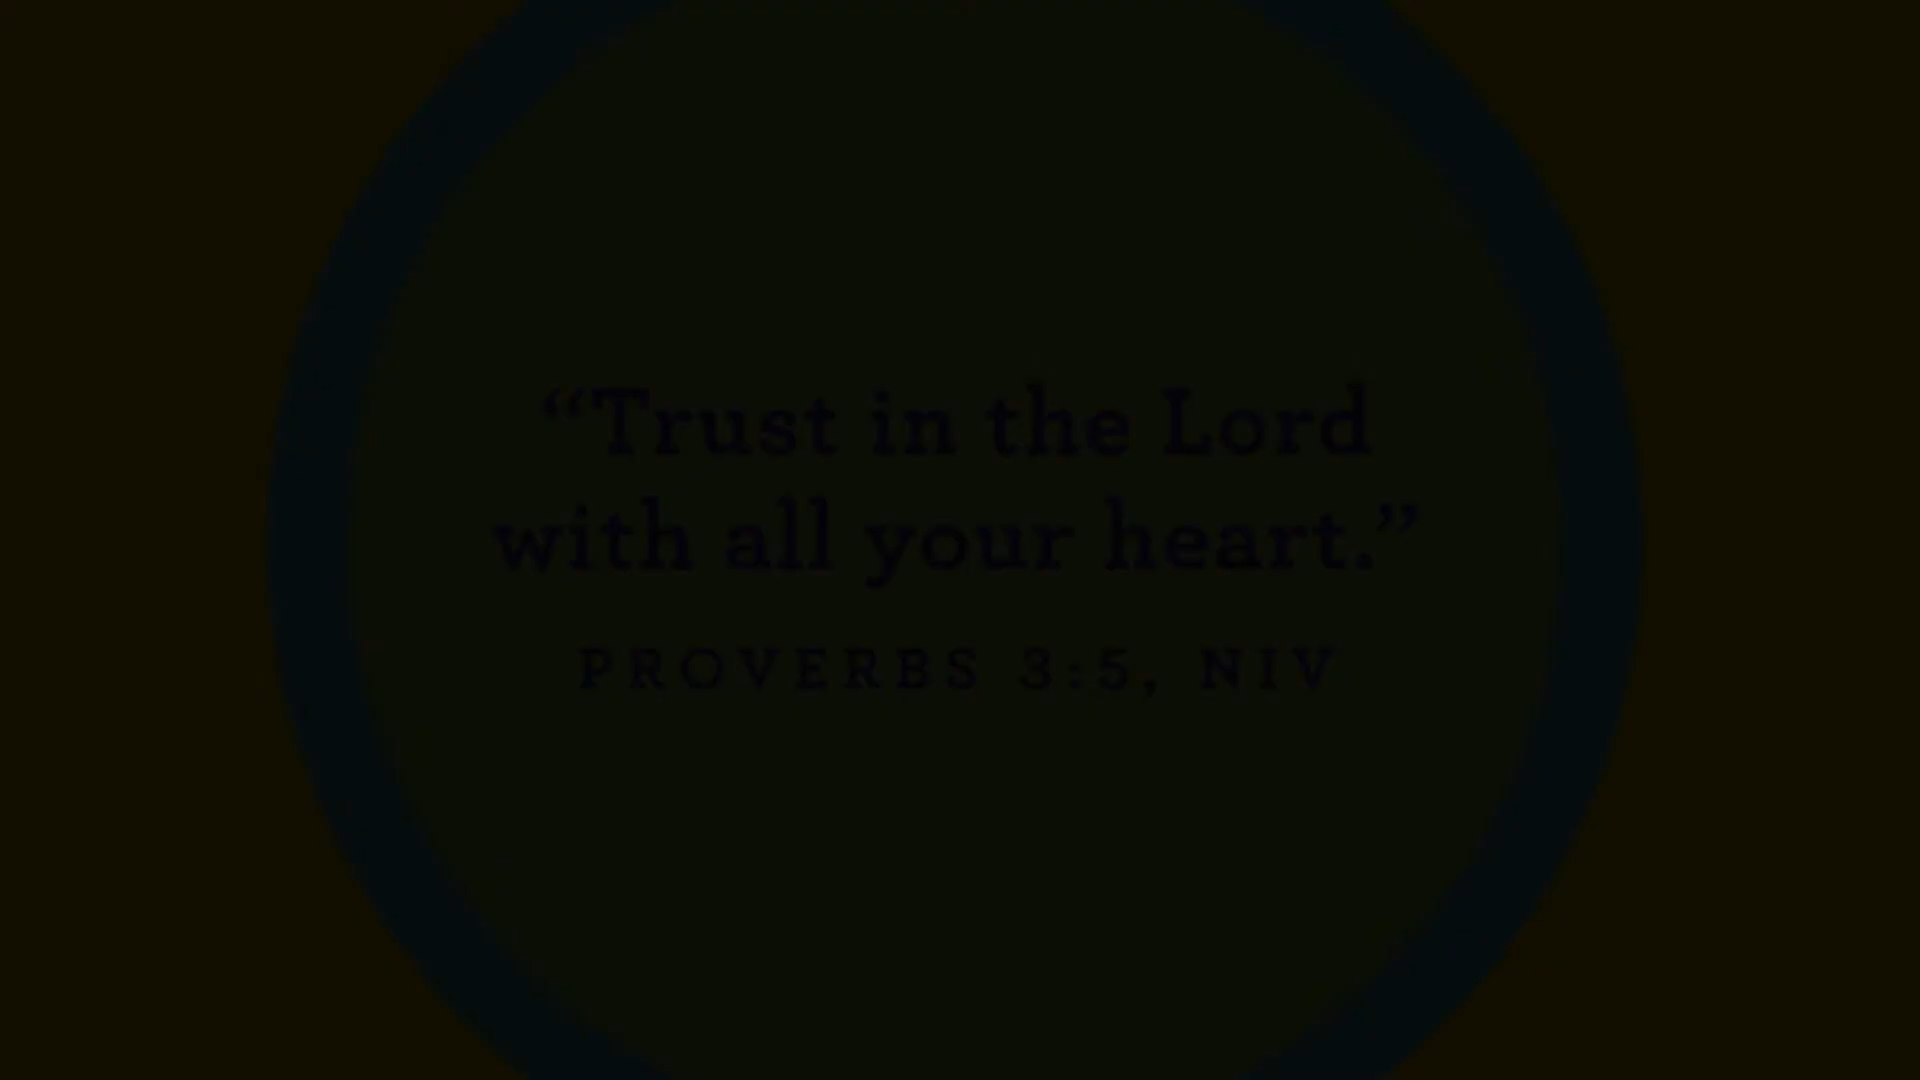 “Trust in the Lord
with all your heart.”
PROVERBS 3:5, NIV